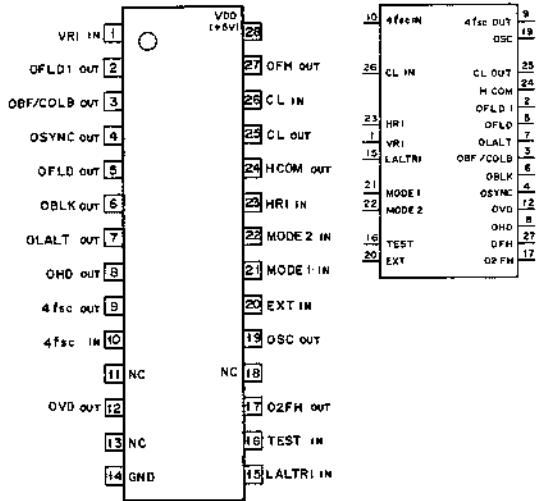 VRI IN 1
OFLD1 OUT 2
OBF/COLB OUT 3
OSYNC OUT 4
OFLD OUT 5
OBLK OUT 6
OLALT OUT 7
OHD OUT 8
4fsc OUT 9
4fsc IN 10
11 NC
OVD OUT 12
13 NC
14 GND
VDD
(+5V)
28
27 OFH OUT
26 CL IN
25 CL OUT
24 HCOM OUT
23 HRI IN
22 MODE 2 IN
21 MODE 1 IN
20 EXT IN
19 OSC OUT
NC 18
17 O2FH OUT
16 TEST IN
15 LALTRI IN
10 4fsc IN
26 CL IN
23 HRI
1 VRI
15 LALTRI
21 MODE 1
22 MODE 2
16 TEST
20 EXT
4fsc OUT 9
OSC 19
CL OUT 25
H COM 24
OFLD 1 2
OFLD 5
OLALT 7
OBF/COLB 3
OBLK 6
OSYNC 4
OVD 12
OHD 8
OFH 27
O2 FH 17